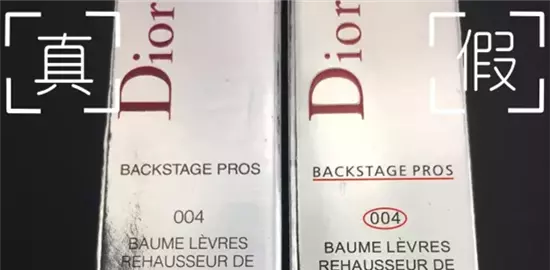 真
Dior
BACKSTAGE PROS
004
BAUME LÈVRES
REHAUSSEUR DE
假
Dior
BACKSTAGE PROS
004
BAUME LÈVRES
REHAUSSEUR DE